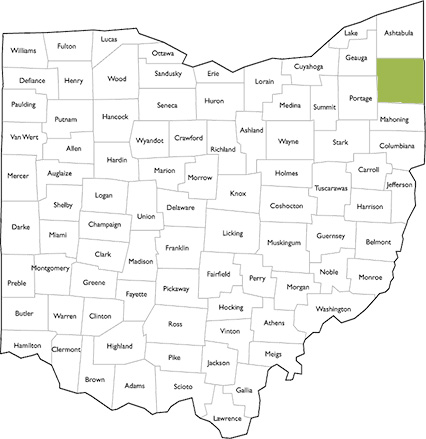 Williams
Fulton
Lucas
Ottawa
Lake
Ashtabula
Geauga
Cuyahoga
Defiance
Henry
Wood
Sandusky
Erie
Lorain
Paulding
Putnam
Hancock
Seneca
Huron
Medina
Summit
Portage
Mahoning
Van Wert
Allen
Wyandot
Crawford
Richland
Ashland
Wayne
Stark
Columbiana
Mercer
Auglaize
Hardin
Marion
Morrow
Holmes
Tuscarawas
Carroll
Jefferson
Shelby
Logan
Union
Delaware
Knox
Coshocton
Harrison
Darke
Miami
Champaign
Clark
Madison
Franklin
Licking
Muskingum
Guernsey
Belmont
Preble
Montgomery
Greene
Fayette
Pickaway
Fairfield
Perry
Morgan
Noble
Monroe
Butler
Warren
Clinton
Ross
Hocking
Athens
Washington
Hamilton
Clermont
Highland
Vinton
Meigs
Brown
Adams
Pike
Scioto
Jackson
Gallia
Lawrence